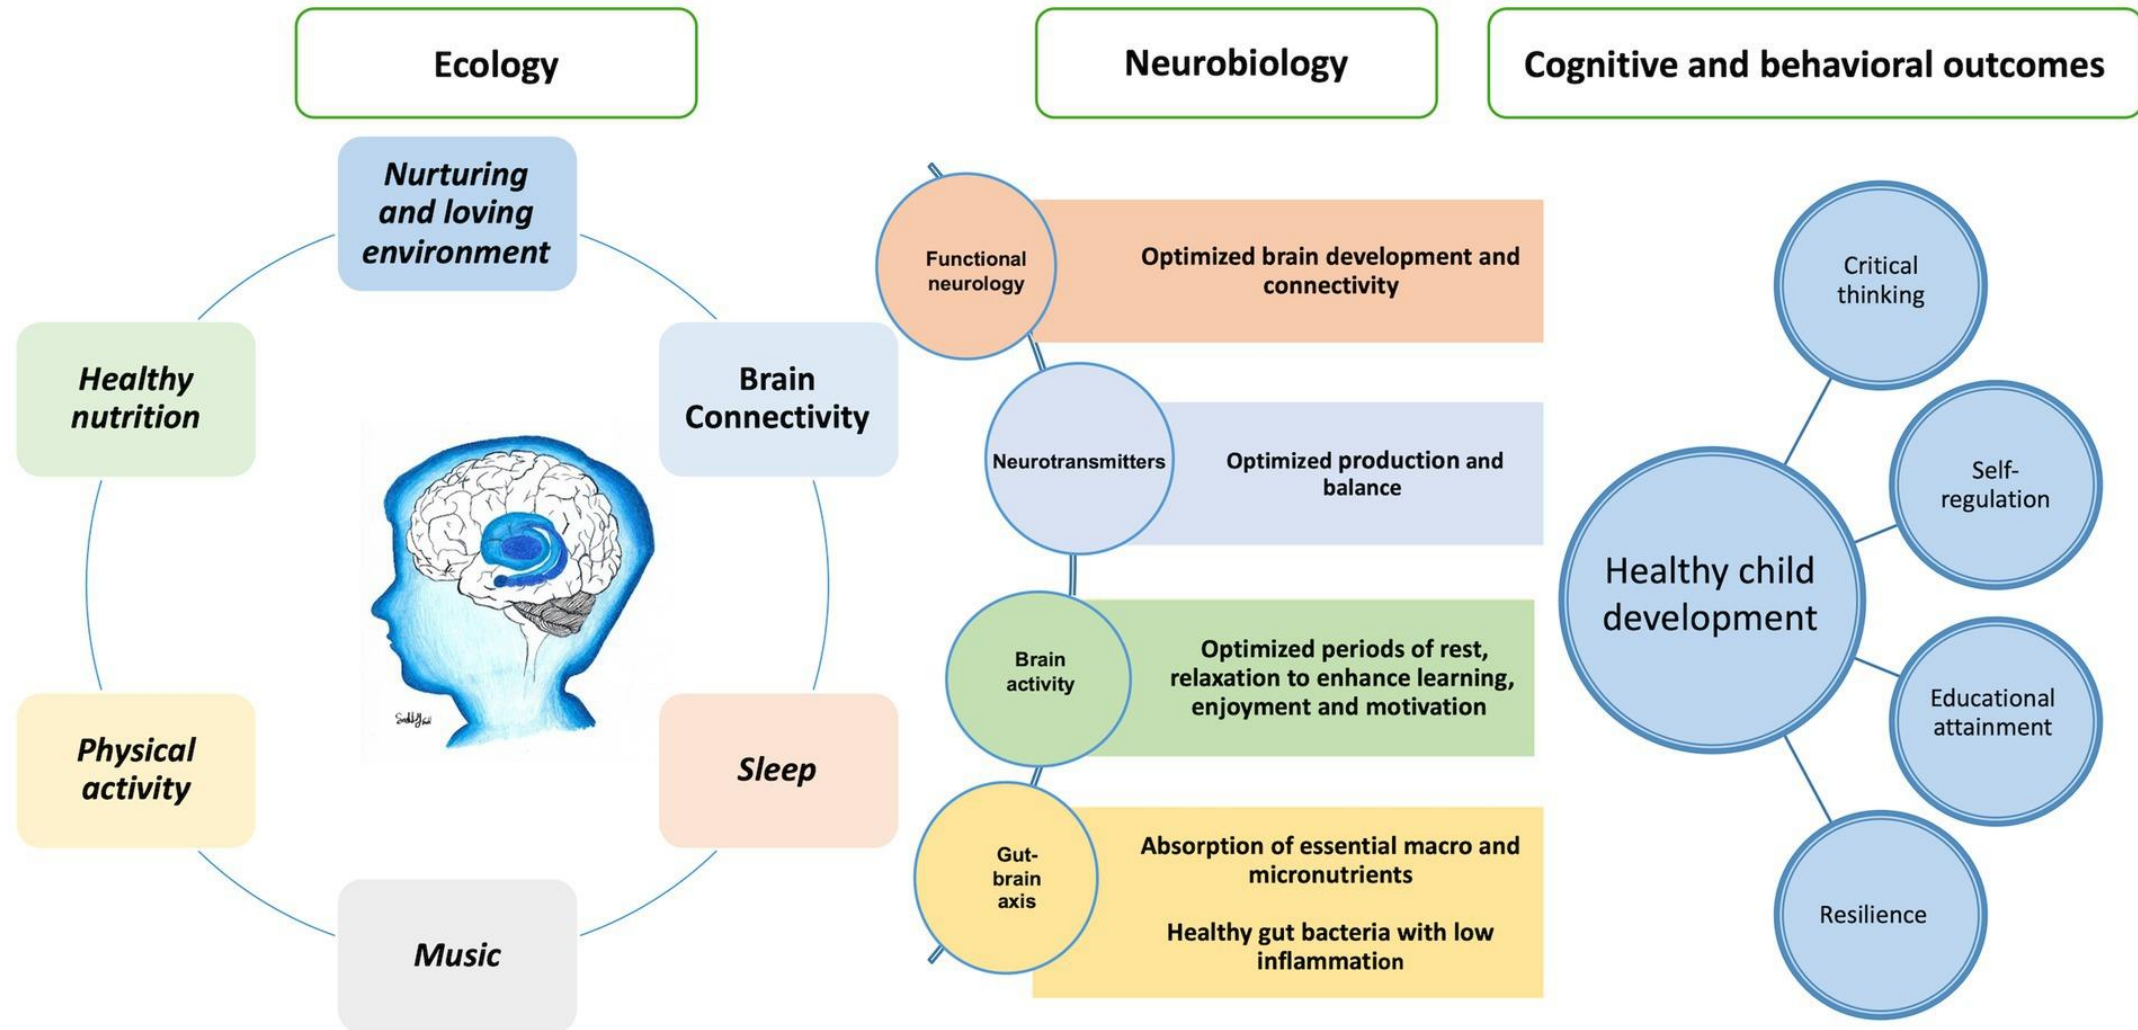 Ecology
Nurturing
and loving
environment
Healthy
nutrition
Brain
Connectivity
Physical
activity
Sleep
Music
Neurobiology
Functional
neurology
Optimized brain development and
connectivity
Neurotransmitters
Optimized production and
balance
Brain
activity
Optimized periods of rest,
relaxation to enhance learning,
enjoyment and motivation
Gut-
brain
axis
Absorption of essential macro and
micronutrients
Healthy gut bacteria with low
inflammation
Cognitive and behavioral outcomes
Healthy child
development
Critical
thinking
Self-
regulation
Educational
attainment
Resilience